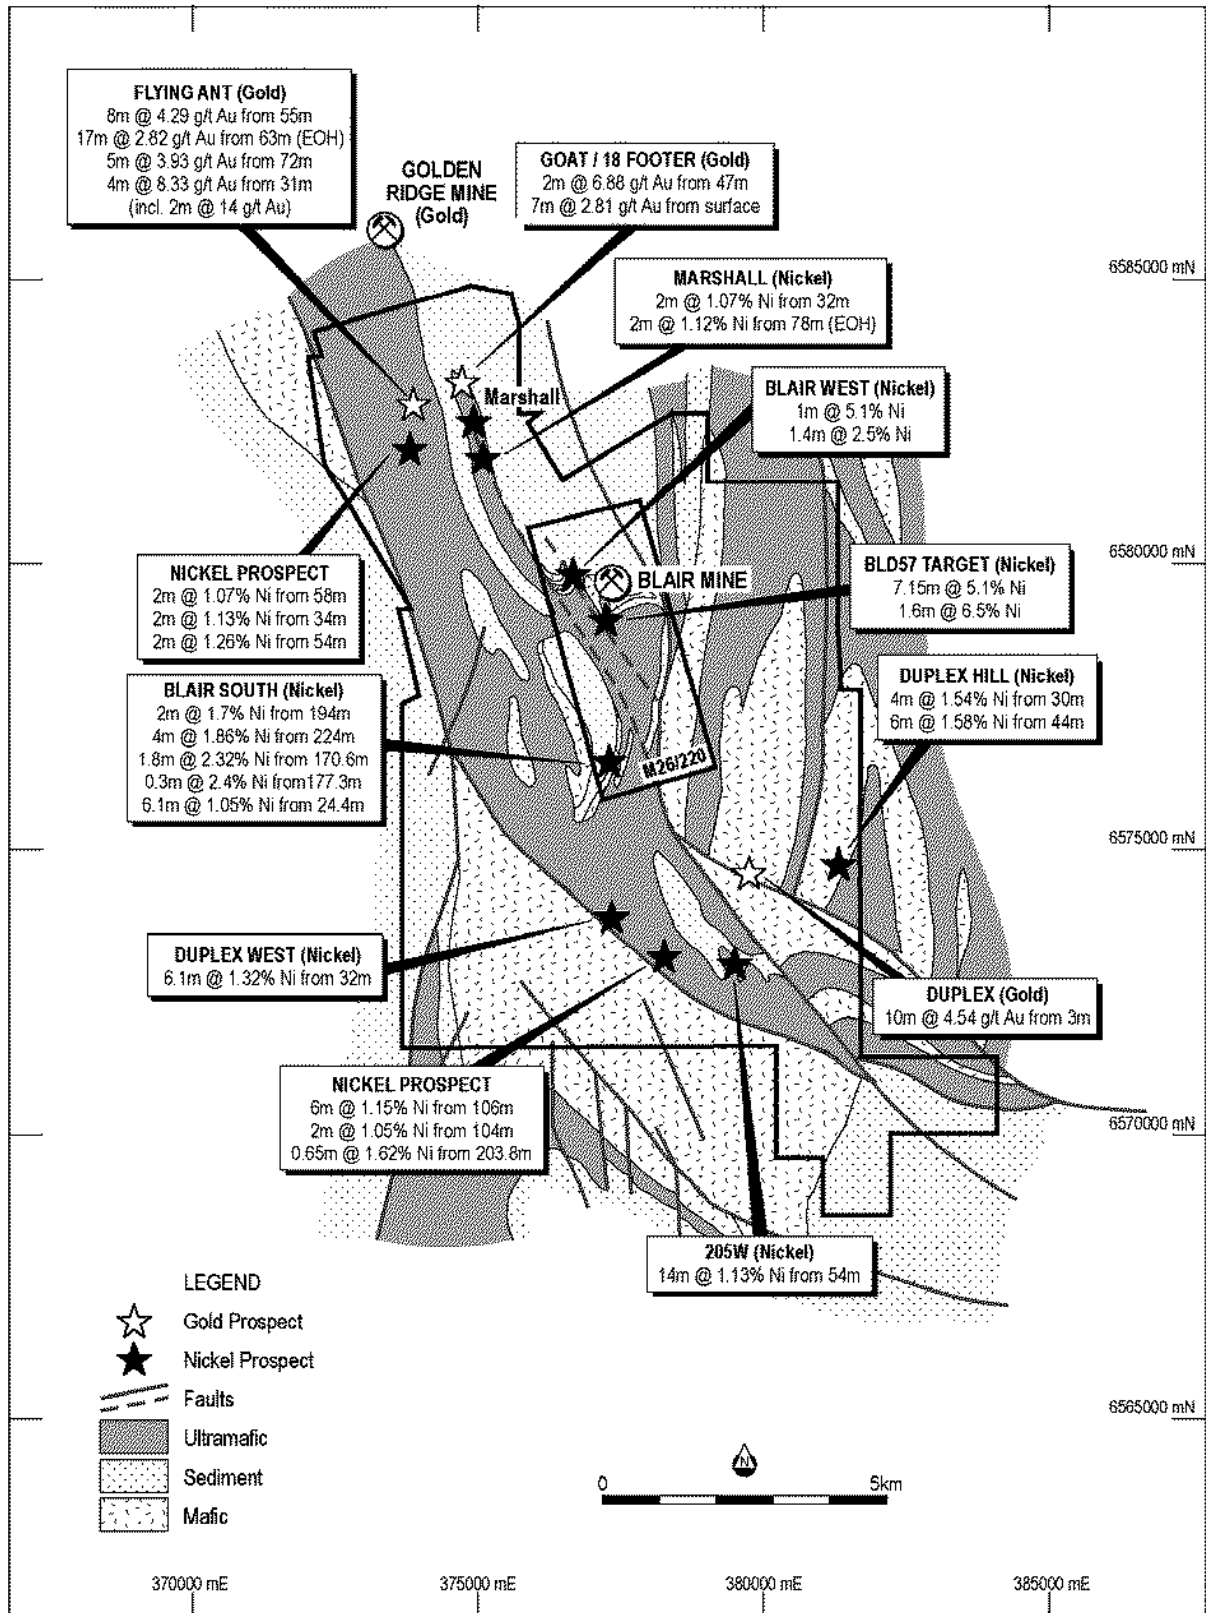 FLYING ANT (Gold)
8m @ 4.29 g/t Au from 55m
17m @ 2.82 g/t Au from 63m (EOH)
5m @ 3.93 g/t Au from 72m
4m @ 8.33 g/t Au from 31m
(incl. 2m @ 14 g/t Au)
GOLDEN
RIDGE MINE
(Gold)
GOAT / 18 FOOTER (Gold)
2m @ 6.88 g/t Au from 47m
7m @ 2.81 g/t Au from surface
6585000 mN
MARSHALL (Nickel)
2m @ 1.07% Ni from 32m
2m @ 1.12% Ni from 78m (EOH)
Marshall
BLAIR WEST (Nickel)
1m @ 5.1% Ni
1.4m @ 2.5% Ni
6580000 mN
NICKEL PROSPECT
2m @ 1.07% Ni from 58m
2m @ 1.13% Ni from 34m
2m @ 1.26% Ni from 54m
BLAIR MINE
BLD57 TARGET (Nickel)
7.15m @ 5.1% Ni
1.6m @ 6.5% Ni
BLAIR SOUTH (Nickel)
2m @ 1.7% Ni from 194m
4m @ 1.86% Ni from 224m
1.8m @ 2.32% Ni from 170.6m
0.3m @ 2.4% Ni from177.3m
6.1m @ 1.05% Ni from 24.4m
M26/220
DUPLEX HILL (Nickel)
4m @ 1.54% Ni from 30m
6m @ 1.58% Ni from 44m
6575000 mN
DUPLEX WEST (Nickel)
6.1m @ 1.32% Ni from 32m
DUPLEX (Gold)
10m @ 4.54 g/t Au from 3m
NICKEL PROSPECT
6m @ 1.15% Ni from 106m
2m @ 1.05% Ni from 104m
0.65m @ 1.62% Ni from 203.8m
6570000 mN
205W (Nickel)
14m @ 1.13% Ni from 54m
LEGEND
Gold Prospect
Nickel Prospect
Faults
Ultramafic
Sediment
Mafic
6565000 mN
N
0 5km
370000 mE 375000 mE 380000 mE 385000 mE